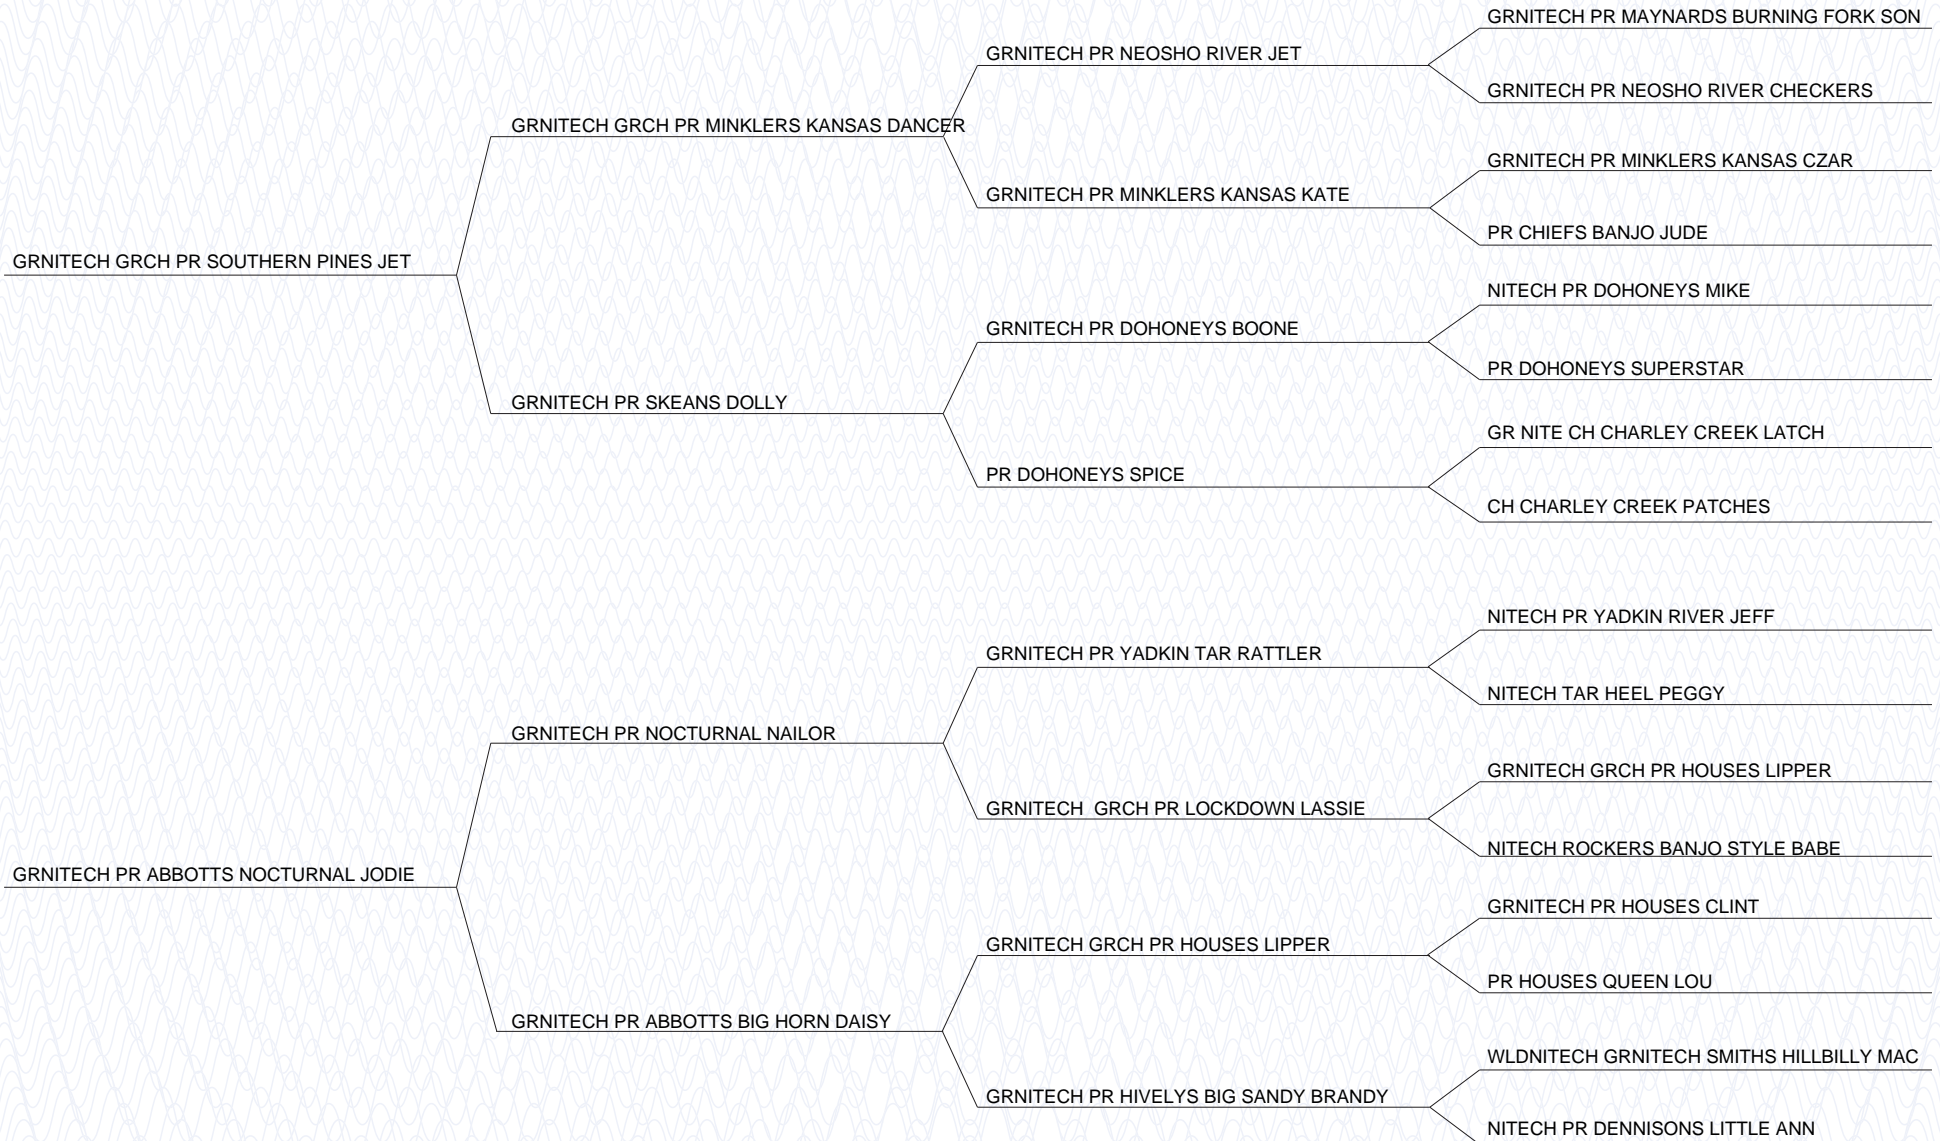 GRNITECH PR MAYNARDS BURNING FORK SON
GRNITECH PR NEOSHO RIVER JET
GRNITECH PR NEOSHO RIVER CHECKERS
GRNITECH GRCH PR MINKLERS KANSAS DANCER
GRNITECH PR MINKLERS KANSAS CZAR
GRNITECH PR MINKLERS KANSAS KATE
PR CHIEFS BANJO JUDE
GRNITECH GRCH PR SOUTHERN PINES JET
NITECH PR DOHONEYS MIKE
GRNITECH PR DOHONEYS BOONE
PR DOHONEYS SUPERSTAR
GRNITECH PR SKEANS DOLLY
GR NITE CH CHARLEY CREEK LATCH
PR DOHONEYS SPICE
CH CHARLEY CREEK PATCHES
NITECH PR YADKIN RIVER JEFF
GRNITECH PR YADKIN TAR RATTLER
NITECH TAR HEEL PEGGY
GRNITECH PR NOCTURNAL NAILOR
GRNITECH GRCH PR HOUSES LIPPER
GRNITECH  GRCH PR LOCKDOWN LASSIE
NITECH ROCKERS BANJO STYLE BABE
GRNITECH PR ABBOTTS NOCTURNAL JODIE
GRNITECH PR HOUSES CLINT
GRNITECH GRCH PR HOUSES LIPPER
PR HOUSES QUEEN LOU
GRNITECH PR ABBOTTS BIG HORN DAISY
WLDNITECH GRNITECH SMITHS HILLBILLY MAC
GRNITECH PR HIVELYS BIG SANDY BRANDY
NITECH PR DENNISONS LITTLE ANN